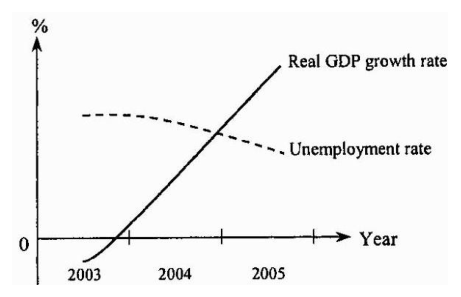 %
Real GDP growth rate
Unemployment rate
0
Year
2003 2004 2005